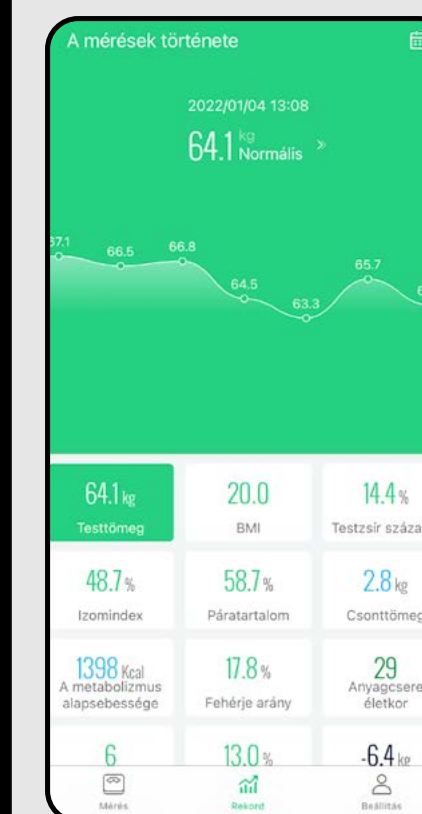 A mérések története
2022/01/04 13:08
64.1 kg Normális »
66.5
66.8
64.5
63.3
65.7
64.1 kg
Testtömeg
20.0
BMI
14.4 %
Testzsír száza
48.7 %
Izomindex
58.7 %
Páratartalom
2.8 kg
Csonttömeg
1398 Kcal
A metabolizmus
alapsebessége
17.8 %
Fehérje arány
29
Anyagcsere
életkor
6
13.0 %
-6.4 kg
Mérés
Rekord
Beállítás